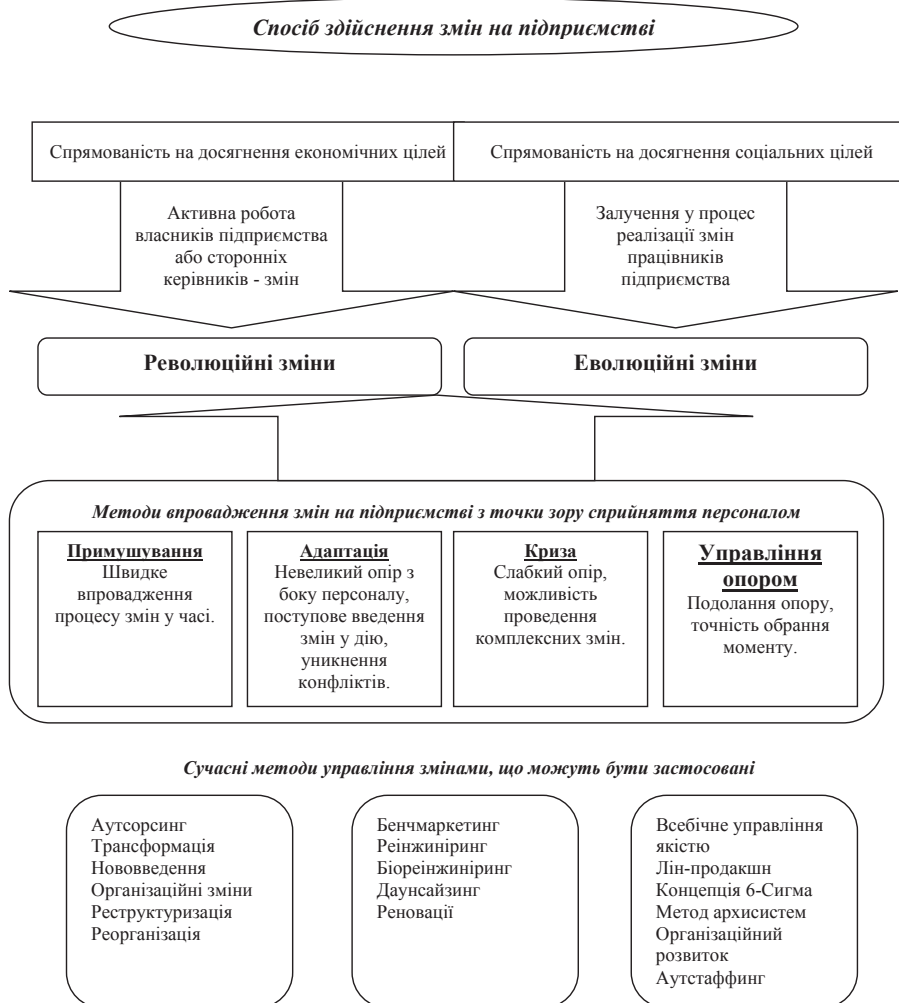 Спосіб здійснення змін на підприємстві
Спрямованість на досягнення економічних цілей
Спрямованість на досягнення соціальних цілей
Активна робота
власників підприємства
або сторонніх
керівників - змін
Залучення у процес
реалізації змін
працівників
підприємства
Революційні зміни
Еволюційні зміни
Методи впровадження змін на підприємстві з точки зору сприйняття персоналом
Примушування
Швидке
впровадження
процесу змін у часі.
Адаптація
Невеликий опір з
боку персоналу,
поступове введення
змін у дію,
уникнення
конфліктів.
Криза
Слабкий опір,
можливість
проведення
комплексних змін.
Управління
опором
Подолання опору,
точність обрання
моменту.
Сучасні методи управління змінами, що можуть бути застосовані
Аутсорсинг
Трансформація
Нововведення
Організаційні зміни
Реструктуризація
Реорганізація
Бенчмаркетинг
Реінжиніринг
Біореінжиніринг
Даунсайзинг
Реновації
Всебічне управління
якістю
Лін-продакшн
Концепція 6-Сигма
Метод архисистем
Організаційний
розвиток
Аутстаффинг